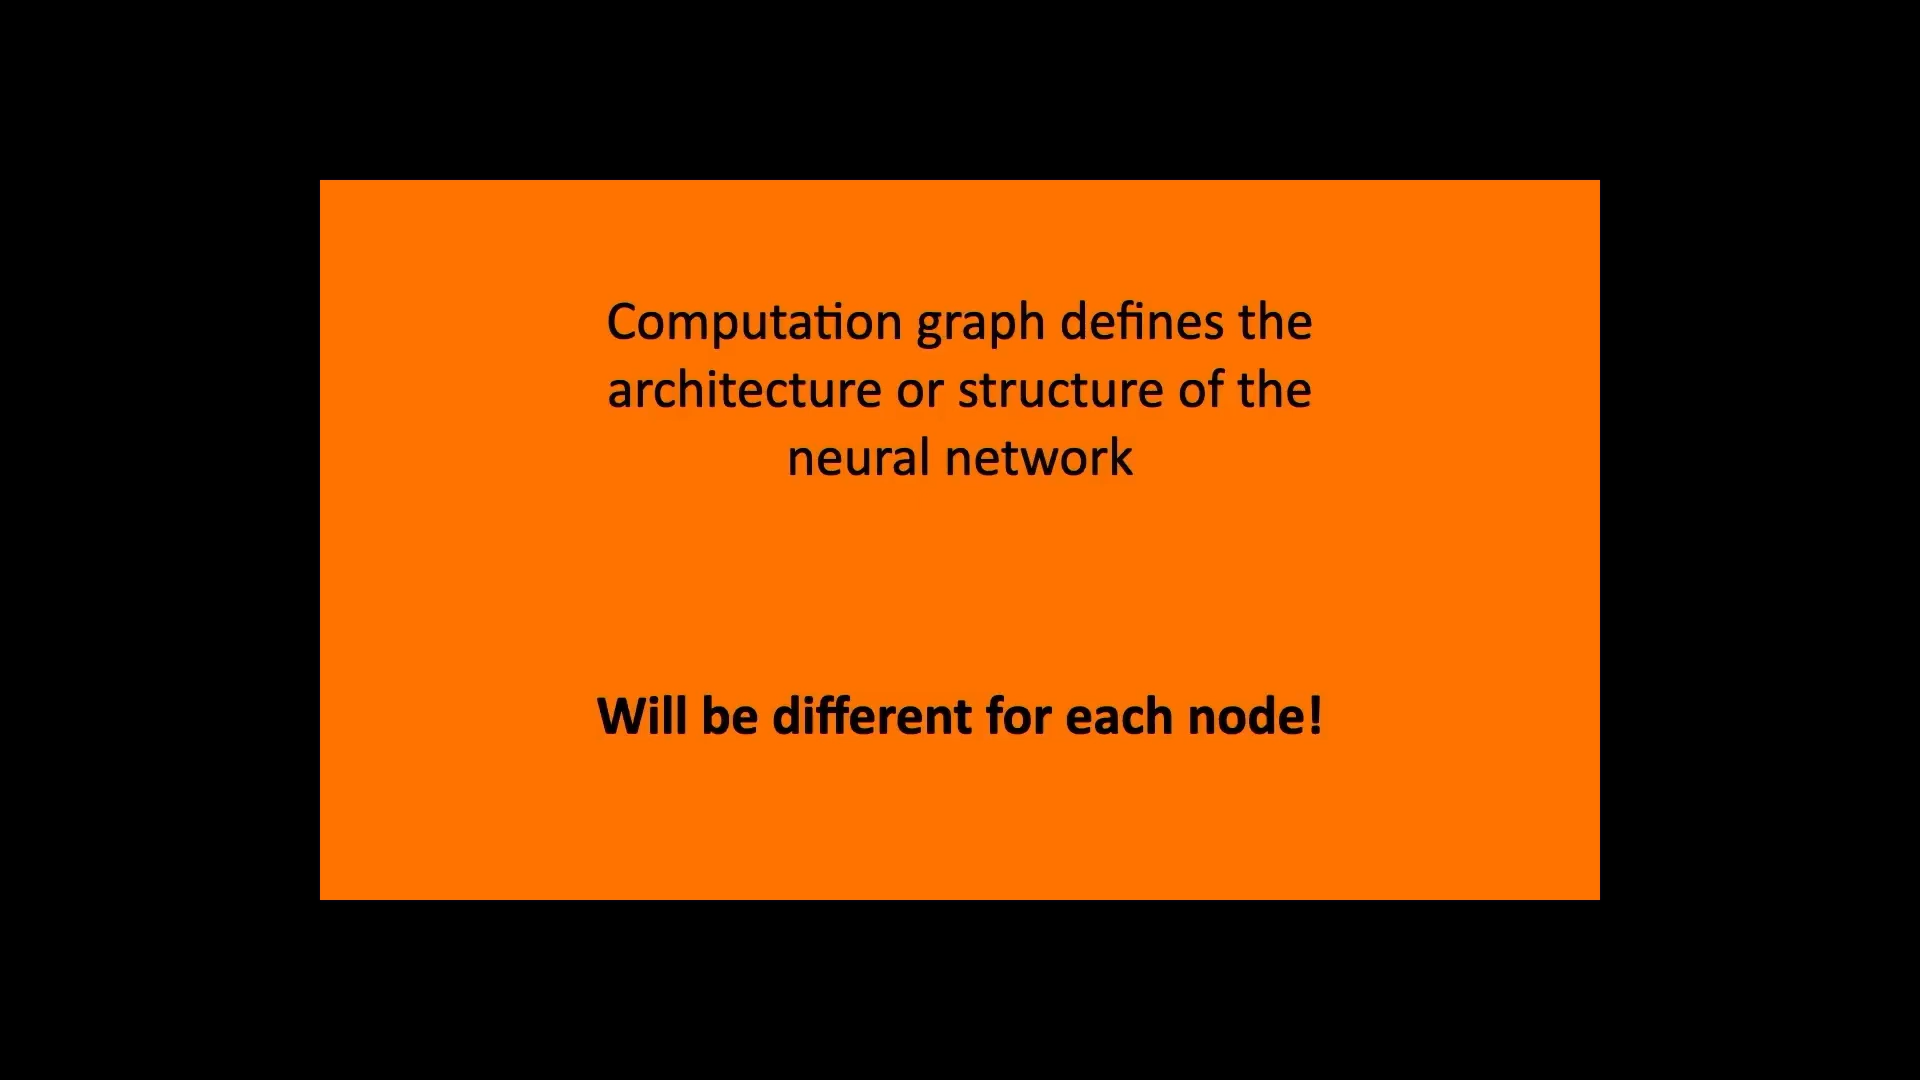 Computation graph defines the
architecture or structure of the
neural network
Will be different for each node!